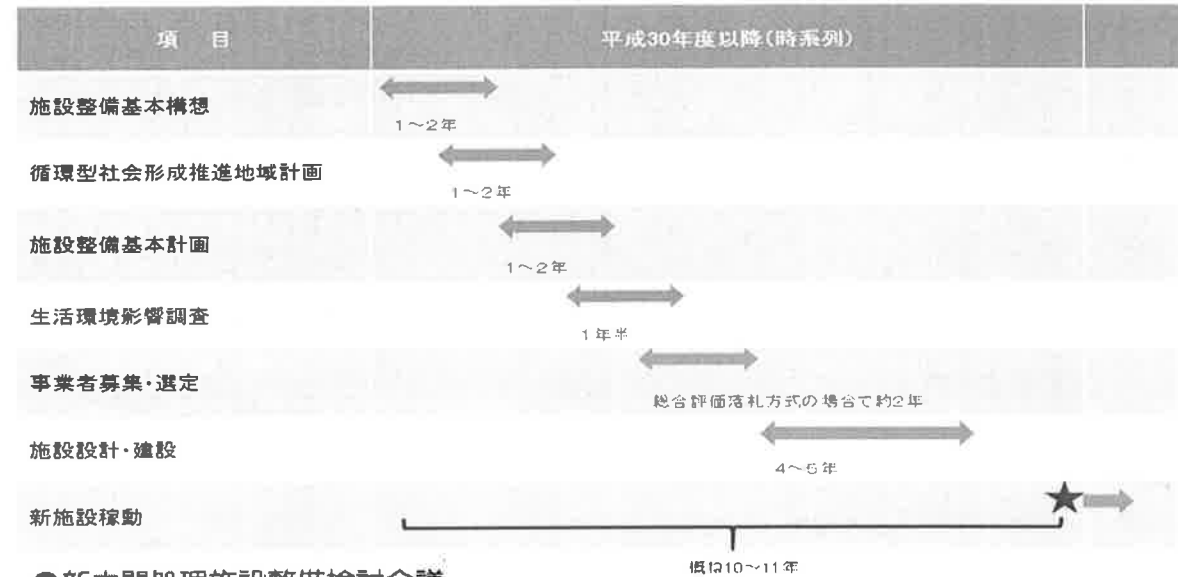 項 目 平成30年度以降(時系列)
施設整備基本構想
1~2年
循環型社会形成推進地域計画
1~2年
施設整備基本計画
1~2年
生活環境影響調査
1年半
事業者募集・選定
総合評価落札方式の場合で約2年
施設設計・建設
4~5年
新施設稼動
概ね10~11年